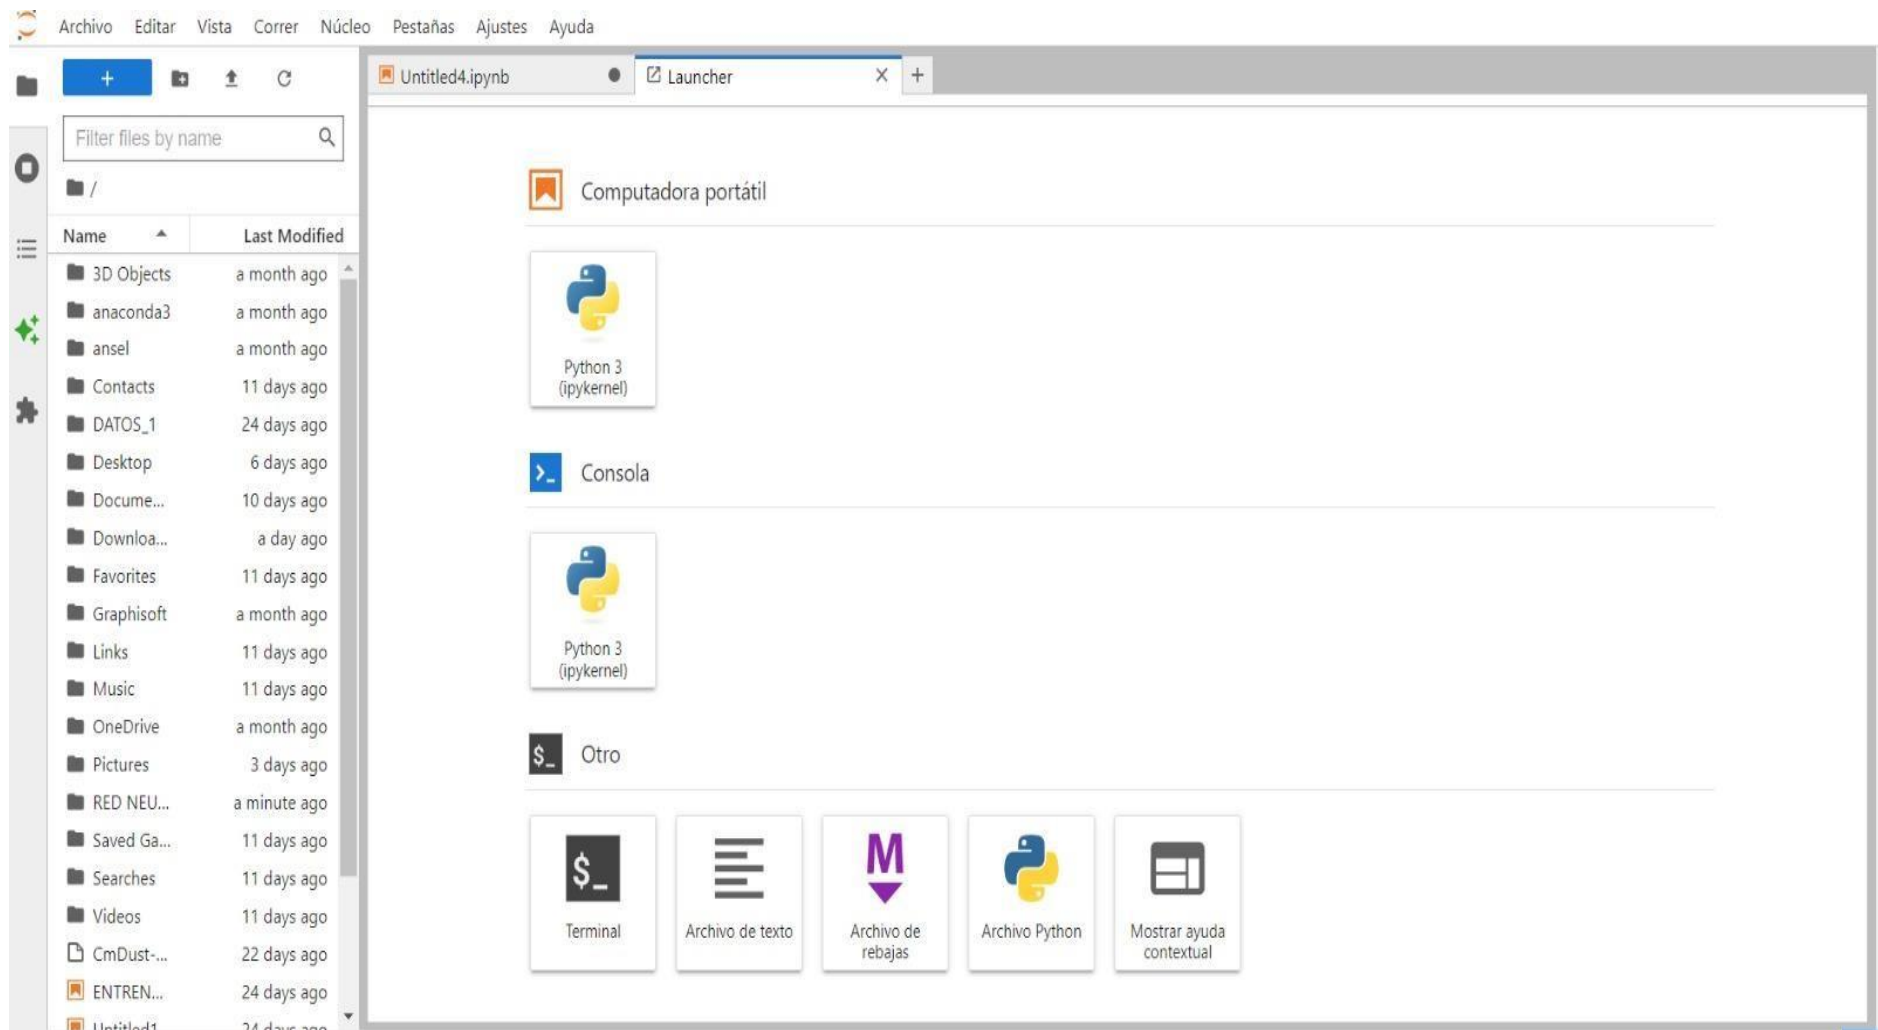 Archivo Editar Vista Correr Núcleo Pestañas Ajustes Ayuda
+
Filter files by name
/
Name Last Modified
3D Objects a month ago
anaconda3 a month ago
ansel a month ago
Contacts 11 days ago
DATOS_1 24 days ago
Desktop 6 days ago
Docume... 10 days ago
Downloa... a day ago
Favorites 11 days ago
Graphisoft a month ago
Links 11 days ago
Music 11 days ago
OneDrive a month ago
Pictures 3 days ago
RED NEU... a minute ago
Saved Ga... 11 days ago
Searches 11 days ago
Videos 11 days ago
CmDust-... 22 days ago
ENTREN... 24 days ago
Untitled1 24 days ago
Untitled4.ipynb Launcher
Computadora portátil
Python 3
(ipykernel)
Consola
Python 3
(ipykernel)
$_ Otro
$_
Terminal
Archivo de texto
M
Archivo de
rebajas
Archivo Python
Mostrar ayuda
contextual